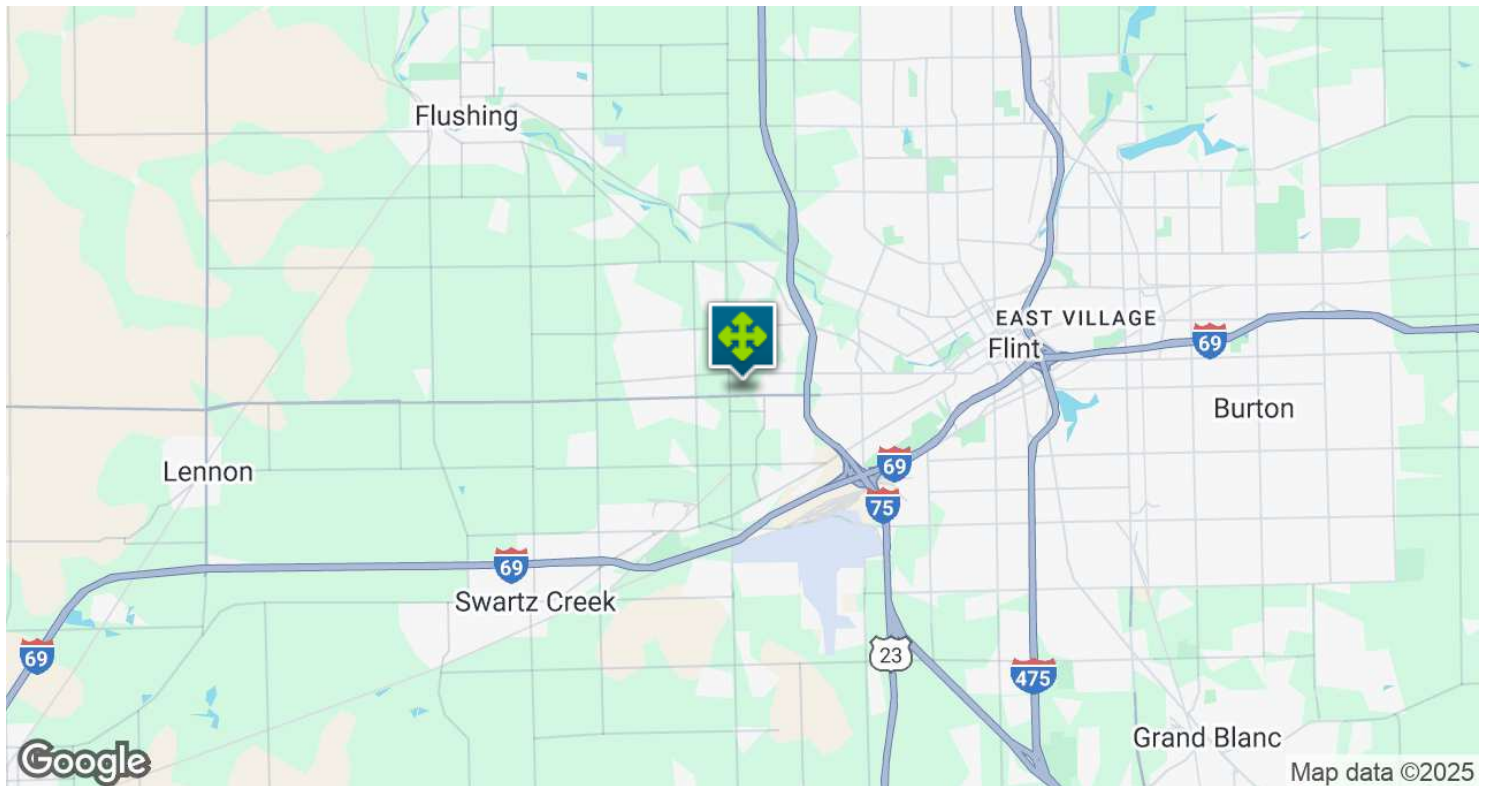 Flushing
EAST VILLAGE
Flint
69
Burton
Lennon
69
75
69
Swartz Creek
69
23
475
Grand Blanc
Google
Map data ©2025